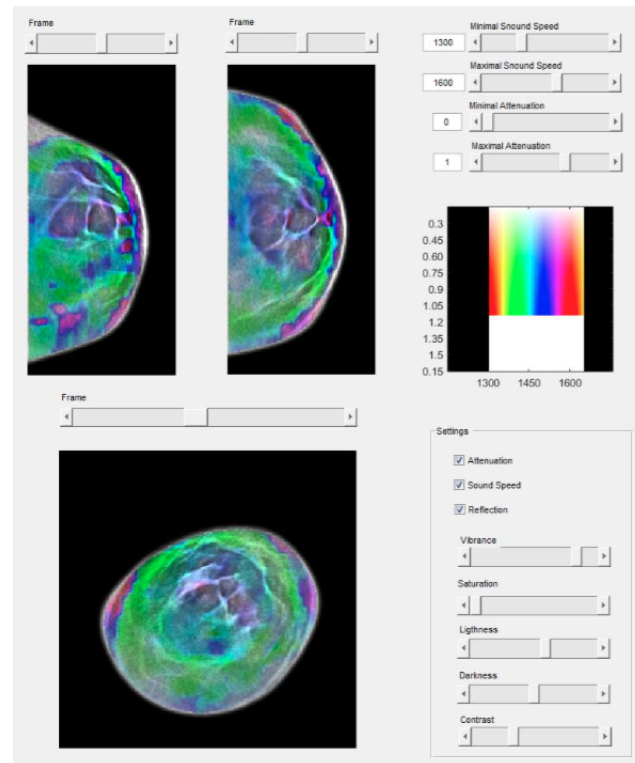 Frame
Frame
Minimal Snound Speed
1300
Maximal Snound Speed
1600
Minimal Attenuation
0
Maximal Attenuation
1
0.3
0.45
0.60
0.75
0.9
1.05
1.2
1.35
1.5
0.15
1300 1450 1600
Frame
Settings
Attenuation
Sound Speed
Reflection
Vibrance
Saturation
Ligthness
Darkness
Contrast